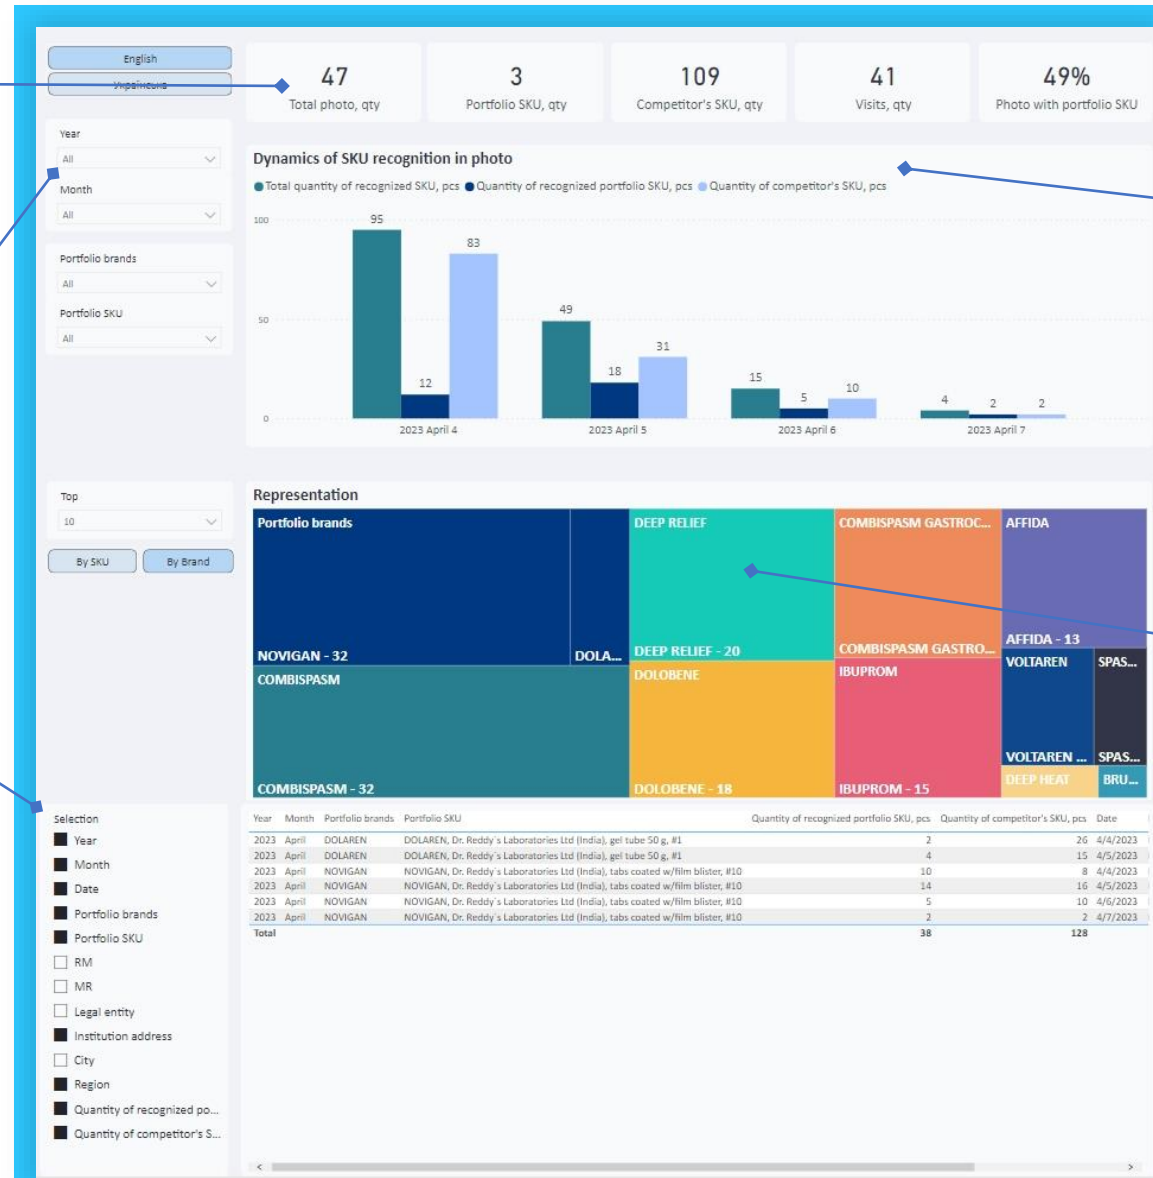 English
Українська
47
Total photo, qty
3
Portfolio SKU, qty
109
Competitor's SKU, qty
41
Visits, qty
49%
Photo with portfolio SKU
Year
All
Month
All
Portfolio brands
All
Portfolio SKU
All
Dynamics of SKU recognition in photo
Total quantity of recognized SKU, pcs Quantity of recognized portfolio SKU, pcs Quantity of competitor's SKU, pcs
100
50
0
95
12
83
49
18
31
15
5
10
4
2
2
2023 April 4
2023 April 5
2023 April 6
2023 April 7
Top
10
By SKU
By Brand
Representation
Portfolio brands
NOVIGAN - 32
DOLA...
COMBISPASM
COMBISPASM - 32
DEEP RELIEF
DEEP RELIEF - 20
DOLOBENE
DOLOBENE - 18
COMBISPASM GASTROC...
COMBISPASM GASTRO...
IBUPROM
IBUPROM - 15
AFFIDA
AFFIDA - 13
VOLTAREN
VOLTAREN ...
SPAS...
SPAS...
DEEP HEAT
BRU...
Selection
Year
Month
Date
Portfolio brands
Portfolio SKU
RM
MR
Legal entity
Institution address
City
Region
Quantity of recognized po...
Quantity of competitor's S...
Year Month Portfolio brands Portfolio SKU Quantity of recognized portfolio SKU, pcs Quantity of competitor's SKU, pcs Date
2023 April DOLAREN DOLAREN, Dr. Reddy`s Laboratories Ltd (India), gel tube 50 g, #1 2 26 4/4/2023
2023 April DOLAREN DOLAREN, Dr. Reddy`s Laboratories Ltd (India), gel tube 50 g, #1 4 15 4/5/2023
2023 April NOVIGAN NOVIGAN, Dr. Reddy`s Laboratories Ltd (India), tabs coated w/film blister, #10 10 8 4/4/2023
2023 April NOVIGAN NOVIGAN, Dr. Reddy`s Laboratories Ltd (India), tabs coated w/film blister, #10 14 16 4/5/2023
2023 April NOVIGAN NOVIGAN, Dr. Reddy`s Laboratories Ltd (India), tabs coated w/film blister, #10 5 10 4/6/2023
2023 April NOVIGAN NOVIGAN, Dr. Reddy`s Laboratories Ltd (India), tabs coated w/film blister, #10 2 2 4/7/2023
Total 38 128